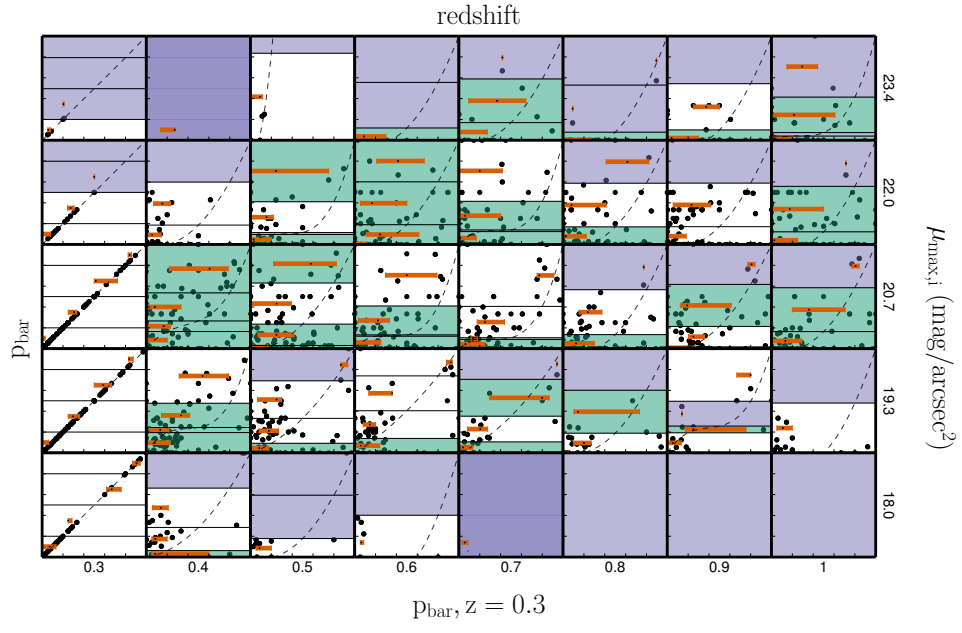 redshift
23.4
22.0
20.7
19.3
18.0
μmax,i (mag/arcsec²)
pbar
0.3 0.4 0.5 0.6 0.7 0.8 0.9 1
pbar, z = 0.3